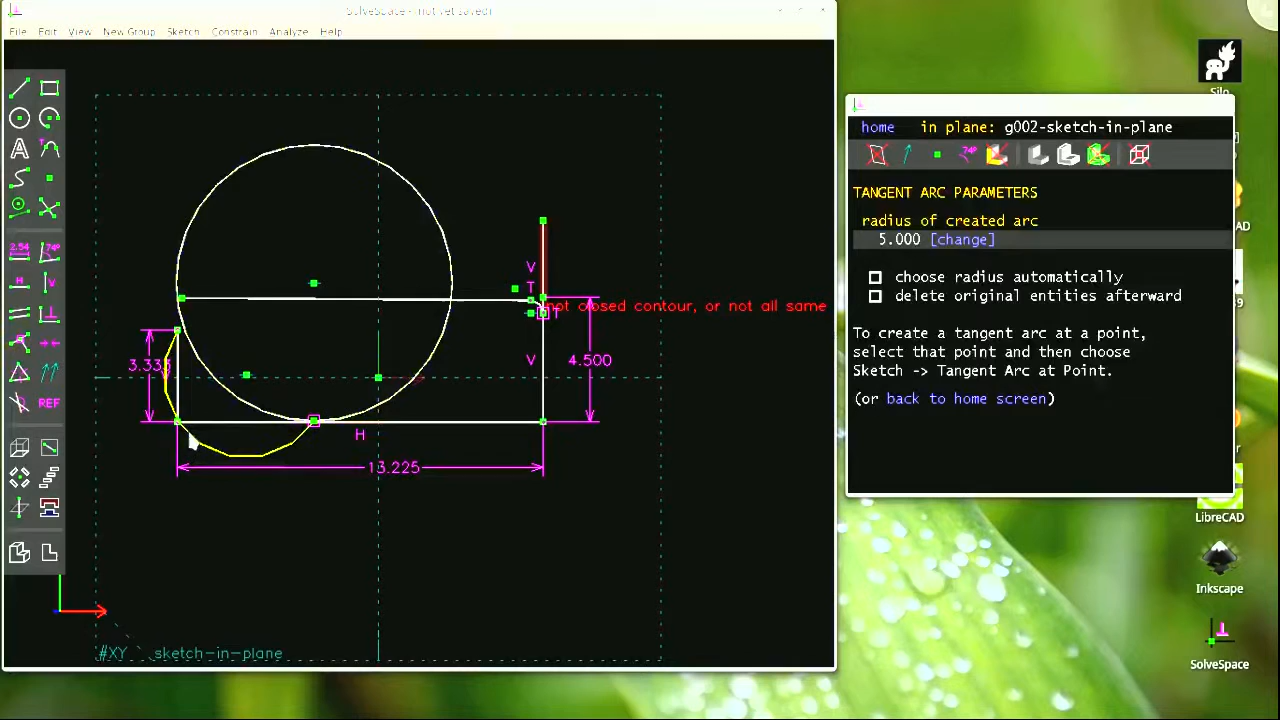 SolveSpace - (not yet saved)
File Edit View New Group Sketch Constrain Analyze Help
home in plane: g002-sketch-in-plane
TANGENT ARC PARAMETERS
radius of created arc
5.000 [change]
choose radius automatically
delete original entities afterward
To create a tangent arc at a point,
select that point and then choose
Sketch -> Tangent Arc at Point.
(or back to home screen)
2.54 74°
H V
REF
74°
V
T
not closed contour, or not all same
T
3.333
V
4.500
H
13.225
#XY sketch-in-plane
Silo
LibreCAD
Inkscape
SolveSpace